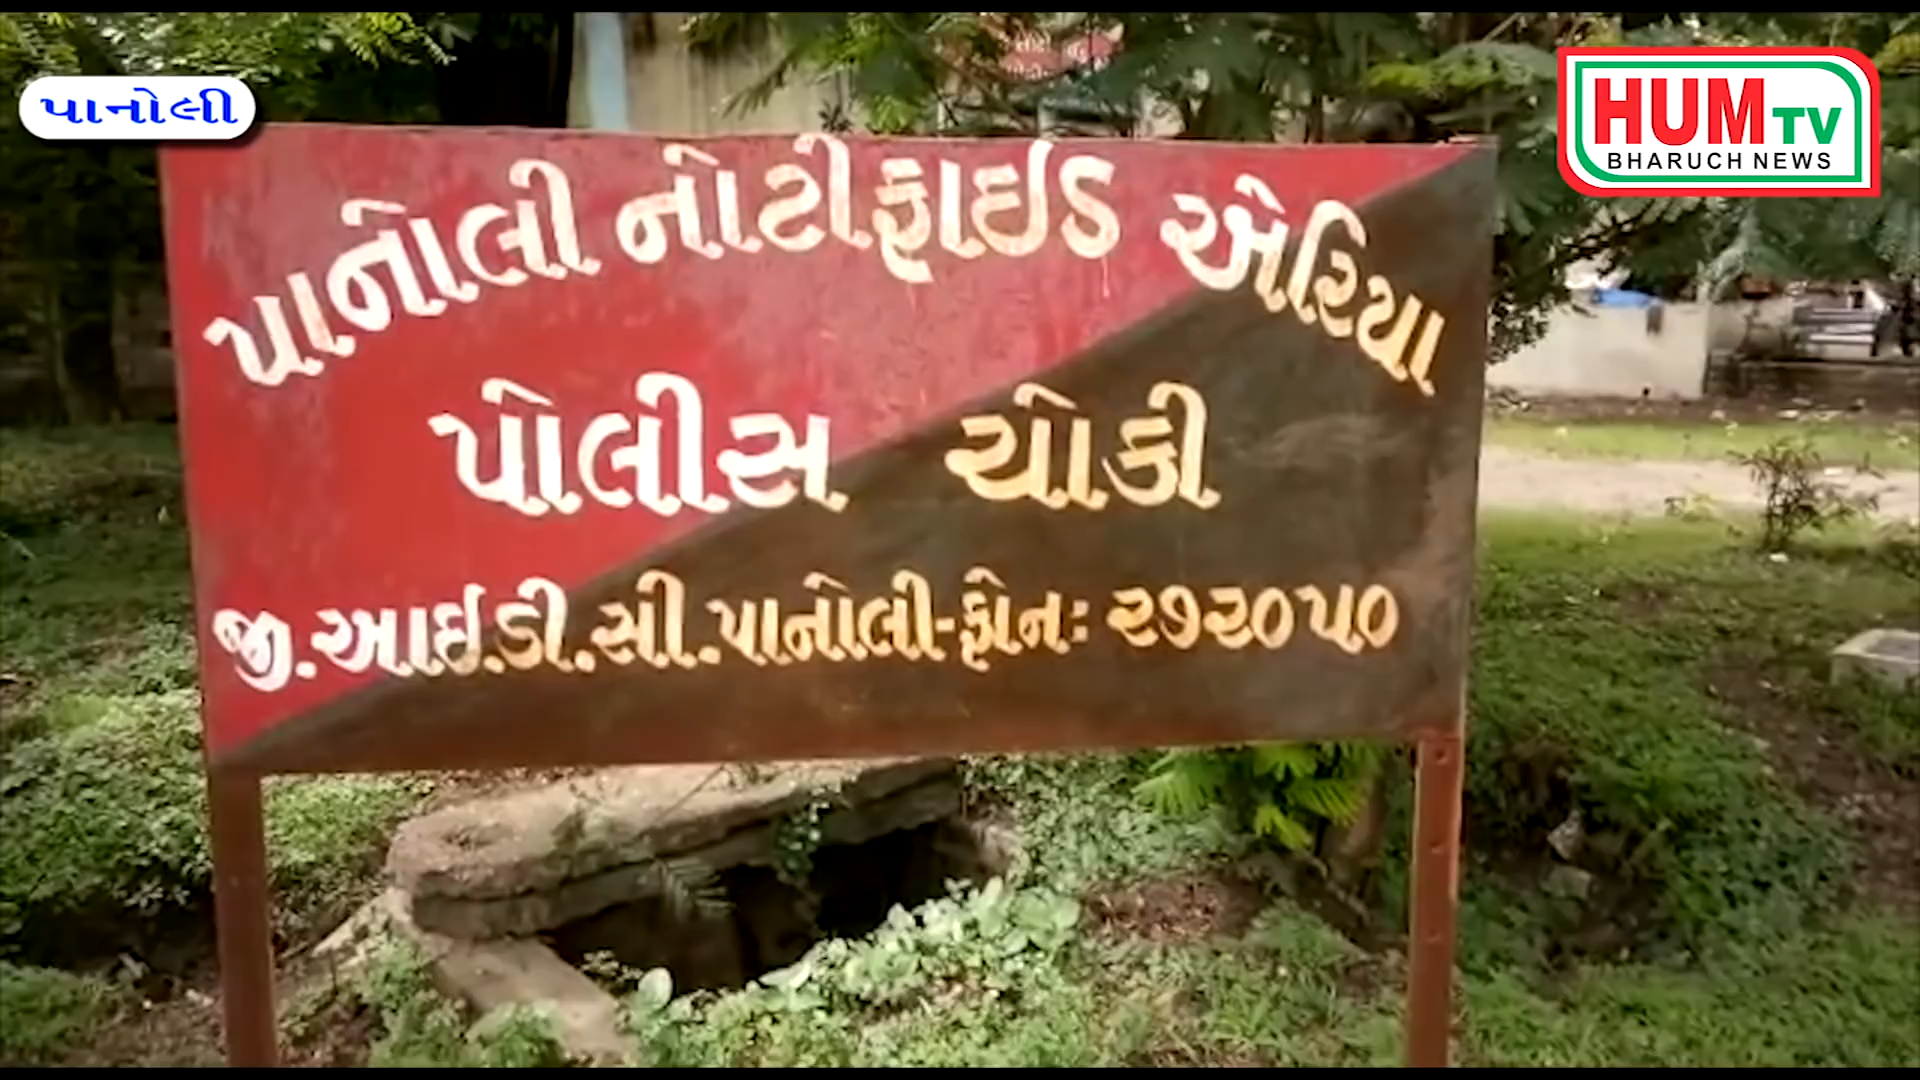 પાનોલી
HUM TV
BHARUCH NEWS
પાનોલી નોટીફાઇડ એરિયા
પોલીસ ચોકી
જી.આઇ.ડી.સી.પાનોલી-ફોનઃ ૨૭૨૦૫૦